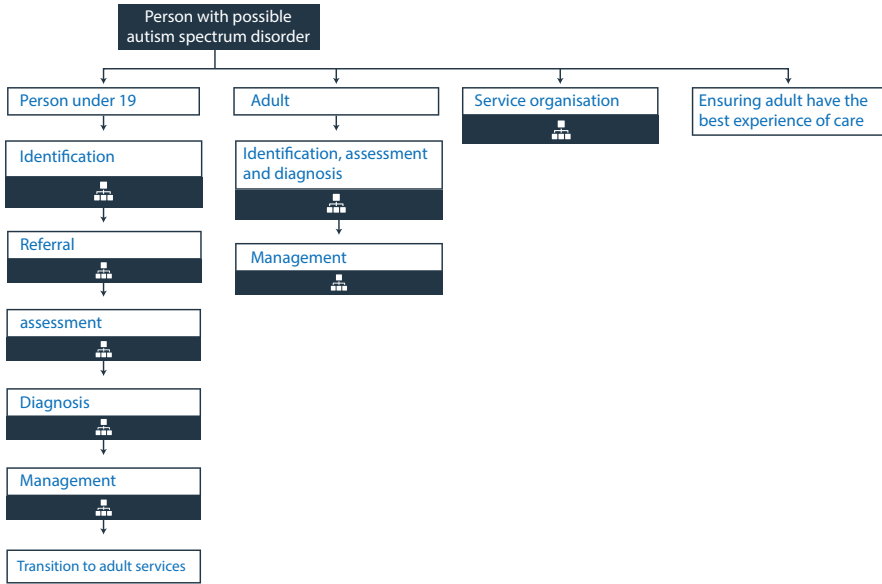 Person with possible
autism spectrum disorder
Person under 19
Adult
Service organisation
Ensuring adult have the
best experience of care
Identification
Identification, assessment
and diagnosis
Referral
Management
assessment
Diagnosis
Management
Transition to adult services